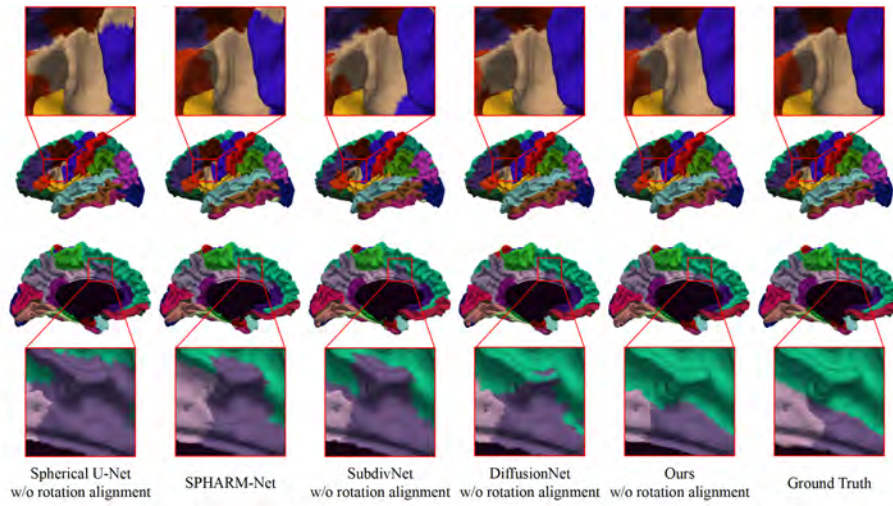 Spherical U-Net
w/o rotation alignment
SPHARM-Net
SubdivNet
w/o rotation alignment
DiffusionNet
w/o rotation alignment
Ours
w/o rotation alignment
Ground Truth